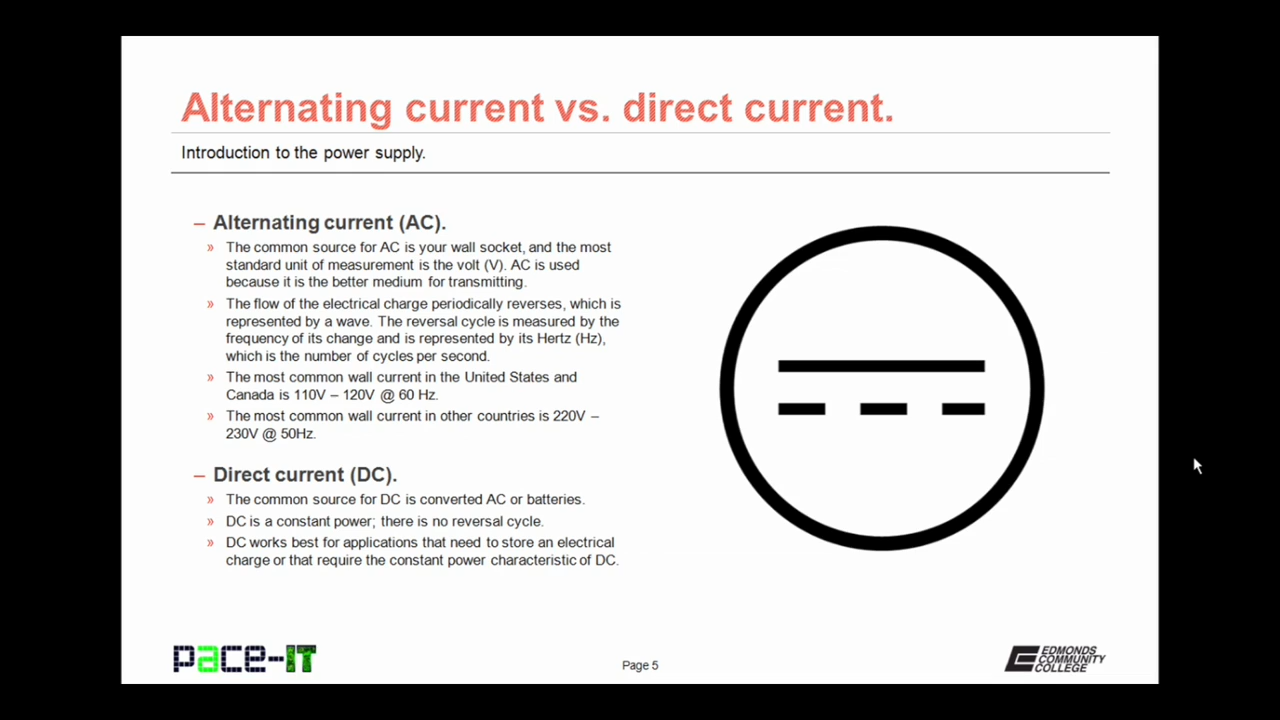 Alternating current vs. direct current.
Introduction to the power supply.
– Alternating current (AC).
» The common source for AC is your wall socket, and the most
standard unit of measurement is the volt (V). AC is used
because it is the better medium for transmitting.
» The flow of the electrical charge periodically reverses, which is
represented by a wave. The reversal cycle is measured by the
frequency of its change and is represented by its Hertz (Hz),
which is the number of cycles per second.
» The most common wall current in the United States and
Canada is 110V – 120V @ 60 Hz.
» The most common wall current in other countries is 220V –
230V @ 50Hz.
– Direct current (DC).
» The common source for DC is converted AC or batteries.
» DC is a constant power; there is no reversal cycle.
» DC works best for applications that need to store an electrical
charge or that require the constant power characteristic of DC.
pace-IT
Page 5
EDMONDS
COMMUNITY
COLLEGE